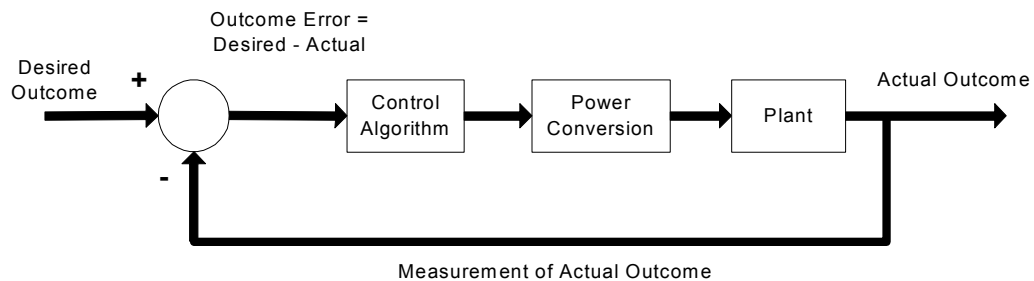 Outcome Error =
Desired - Actual
Desired
Outcome
+
-
Control
Algorithm
Power
Conversion
Plant
Actual Outcome
Measurement of Actual Outcome